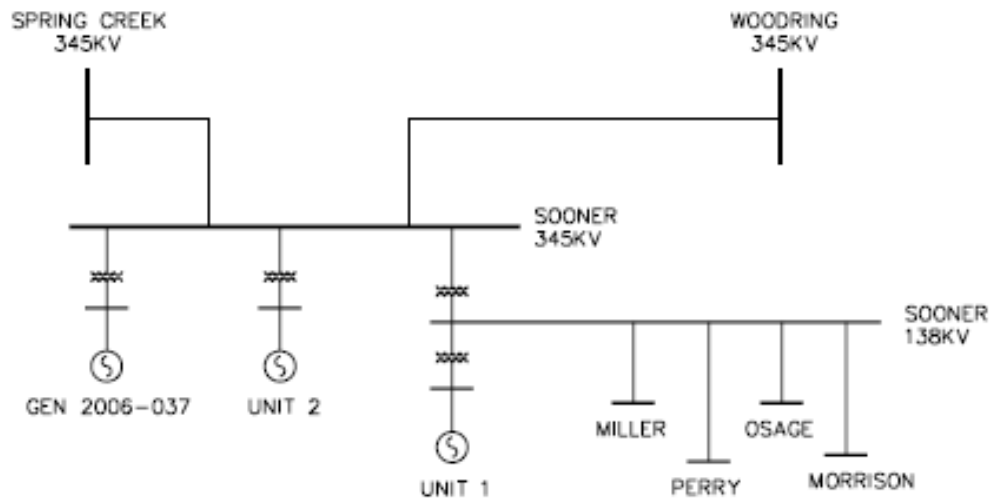 SPRING CREEK
345KV
WOODRING
345KV
SOONER
345KV
SOONER
138KV
GEN 2006-037
UNIT 2
MILLER
OSAGE
UNIT 1
PERRY
MORRISON